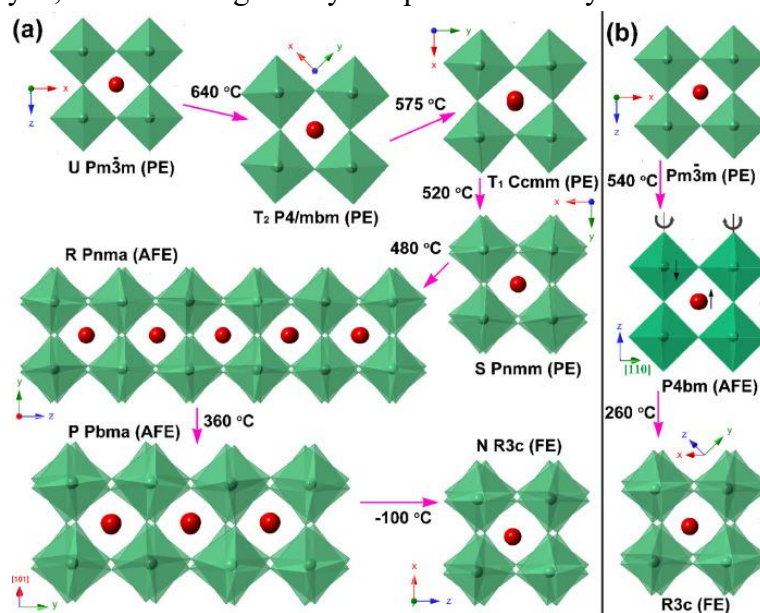 (a)
(b)
x
z
U Pm3̄m (PE)
640 °C
x
y
T₂ P4/mbm (PE)
575 °C
y
x
T₁ Ccmm (PE)
520 °C
x
y
S Pnmm (PE)
480 °C
R Pnma (AFE)
y
z
360 °C
P Pbma (AFE)
[101]
y
-100 °C
N R3c (FE)
x
z
x
z
Pm3̄m (PE)
540 °C
z
[110]
P4bm (AFE)
260 °C
z
y
x
R3c (FE)